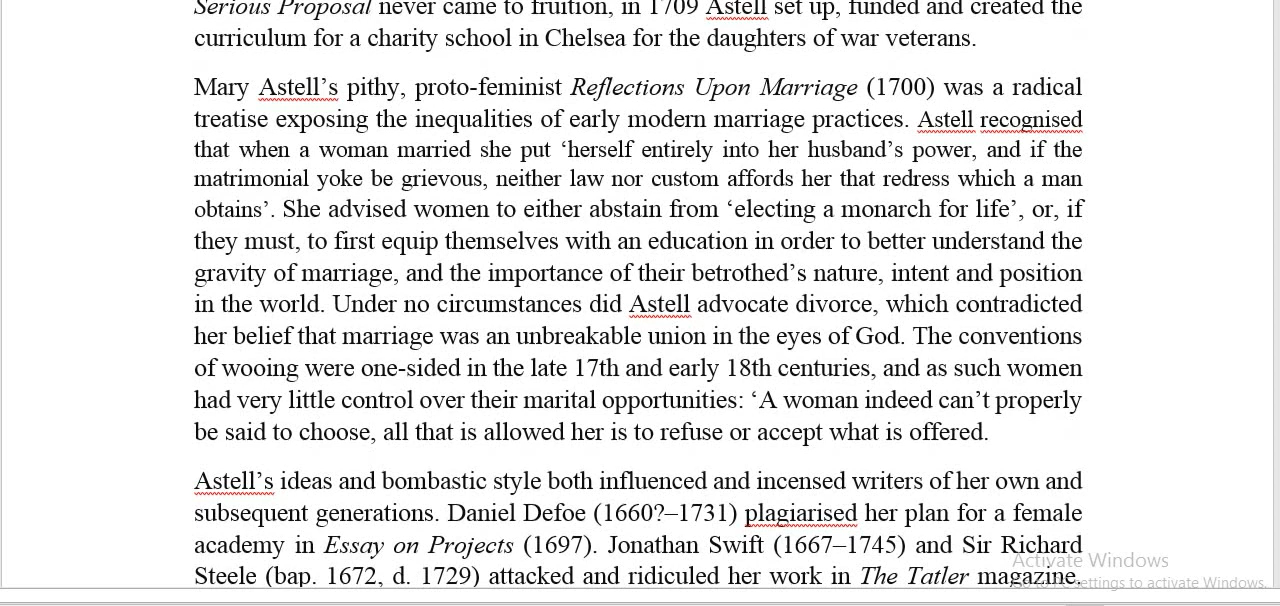 Serious Proposal never came to fruition, in 1709 Astell set up, funded and created the
curriculum for a charity school in Chelsea for the daughters of war veterans.
Mary Astell’s pithy, proto-feminist Reflections Upon Marriage (1700) was a radical
treatise exposing the inequalities of early modern marriage practices. Astell recognised
that when a woman married she put ‘herself entirely into her husband’s power, and if the
matrimonial yoke be grievous, neither law nor custom affords her that redress which a man
obtains’. She advised women to either abstain from ‘electing a monarch for life’, or, if
they must, to first equip themselves with an education in order to better understand the
gravity of marriage, and the importance of their betrothed’s nature, intent and position
in the world. Under no circumstances did Astell advocate divorce, which contradicted
her belief that marriage was an unbreakable union in the eyes of God. The conventions
of wooing were one-sided in the late 17th and early 18th centuries, and as such women
had very little control over their marital opportunities: ‘A woman indeed can’t properly
be said to choose, all that is allowed her is to refuse or accept what is offered.
Astell’s ideas and bombastic style both influenced and incensed writers of her own and
subsequent generations. Daniel Defoe (1660?–1731) plagiarised her plan for a female
academy in Essay on Projects (1697). Jonathan Swift (1667–1745) and Sir Richard
Steele (bap. 1672, d. 1729) attacked and ridiculed her work in The Tatler magazine.
Activate Windows
Go to PC settings to activate Windows.